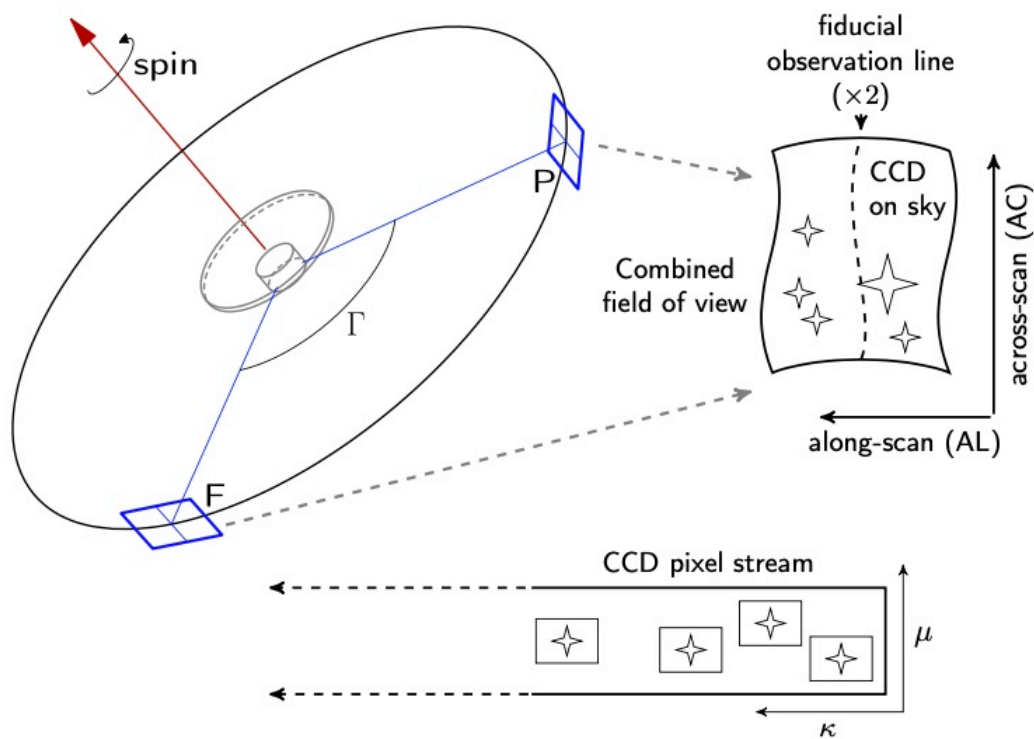 spin
P
Γ
F
fiducial
observation line
(×2)
CCD
on sky
Combined
field of view
across-scan (AC)
along-scan (AL)
CCD pixel stream
μ
κ